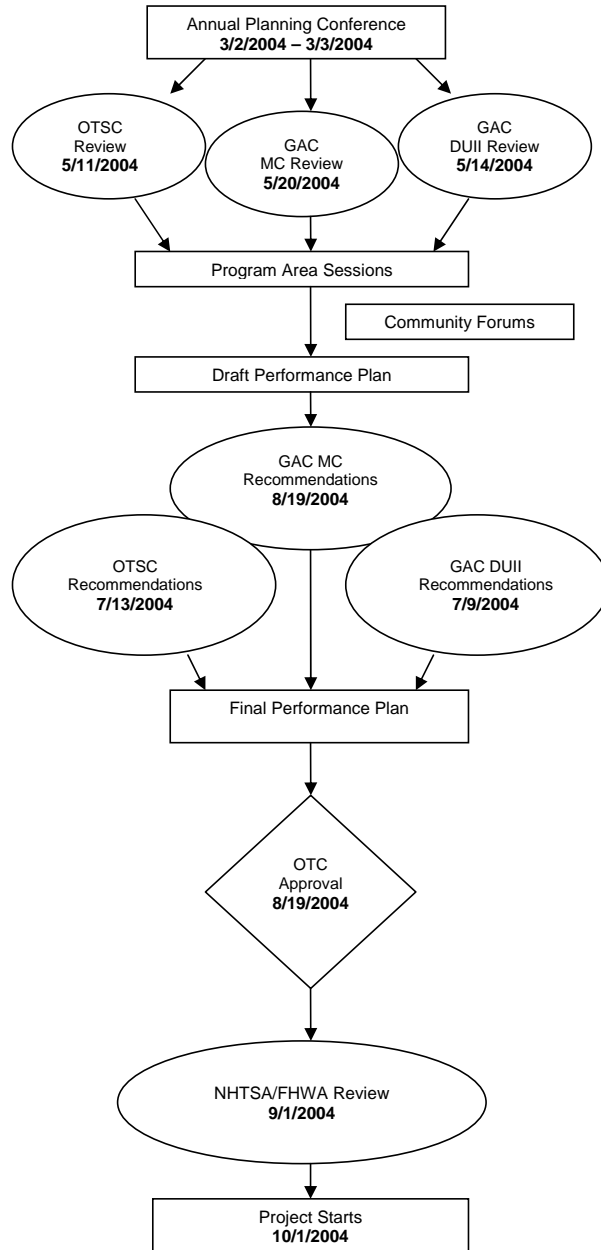 Annual Planning Conference
3/2/2004 – 3/3/2004
OTSC
Review
5/11/2004
GAC
MC Review
5/20/2004
GAC
DUII Review
5/14/2004
Program Area Sessions
Community Forums
Draft Performance Plan
GAC MC
Recommendations
8/19/2004
OTSC
Recommendations
7/13/2004
GAC DUII
Recommendations
7/9/2004
Final Performance Plan
OTC
Approval
8/19/2004
NHTSA/FHWA Review
9/1/2004
Project Starts
10/1/2004